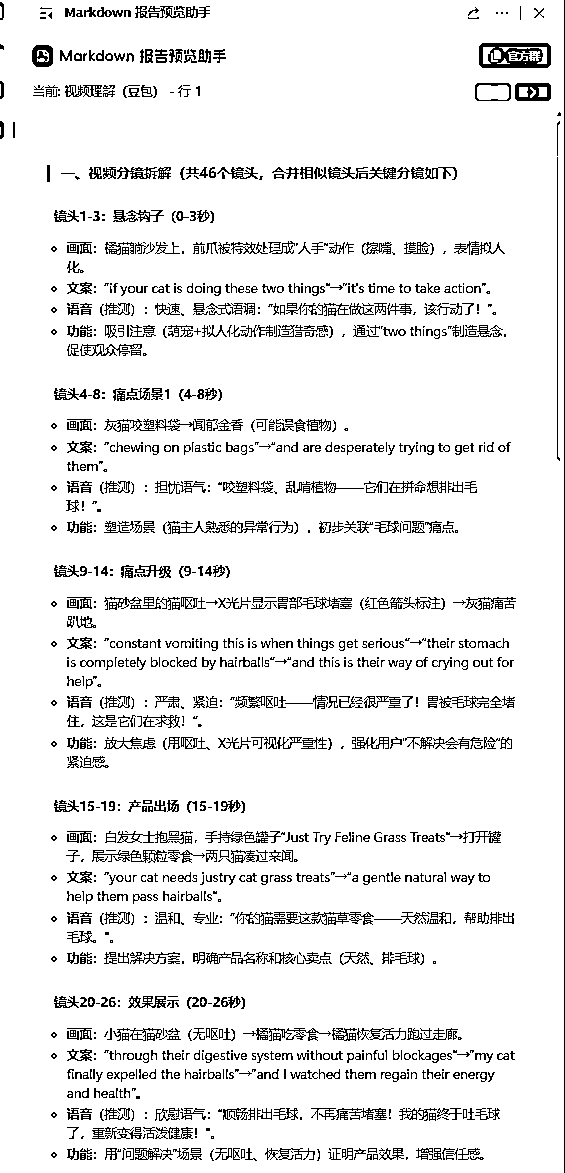 Markdown 报告预览助手
Markdown 报告预览助手
官方群
当前: 视频理解（豆包） - 行 1
一、视频分镜拆解（共46个镜头，合并相似镜头后关键分镜如下）
镜头1-3：悬念钩子（0-3秒）
画面：橘猫躺沙发上，前爪被特效处理成"人手"动作（擦嘴、摸脸），表情拟人
化。
文案："if your cat is doing these two things"→"it's time to take action"。
语音（推测）：快速、悬念式语调："如果你的猫在做这两件事，该行动了！"。
功能：吸引注意（萌宠+拟人化动作制造猎奇感），通过"two things"制造悬念，
促使观众停留。
镜头4-8：痛点场景1（4-8秒）
画面：灰猫咬塑料袋→闻郁金香（可能误食植物）。
文案："chewing on plastic bags"→"and are desperately trying to get rid of
them"。
语音（推测）：担忧语气："咬塑料袋、乱啃植物——它们在拼命想排出毛
球！"。
功能：塑造场景（猫主人熟悉的异常行为），初步关联"毛球问题"痛点。
镜头9-14：痛点升级（9-14秒）
画面：猫砂盆里的猫呕吐→X光片显示胃部毛球堵塞（红色箭头标注）→灰猫痛苦
趴地。
文案："constant vomiting this is when things get serious"→"their stomach
is completely blocked by hairballs"→"and this is their way of crying out for
help"。
语音（推测）：严肃、紧迫："频繁呕吐——情况已经很严重了！胃被毛球完全堵
住，这是它们在求救！"。
功能：放大焦虑（用呕吐、X光片可视化严重性），强化用户"不解决会有危险"的
紧迫感。
镜头15-19：产品出场（15-19秒）
画面：白发女士抱黑猫，手持绿色罐子"Just Try Feline Grass Treats"→打开罐
子，展示绿色颗粒零食→两只猫凑过来闻。
文案："your cat needs justry cat grass treats"→"a gentle natural way to
help them pass hairballs"。
语音（推测）：温和、专业："你的猫需要这款猫草零食——天然温和，帮助排出
毛球。"。
功能：提出解决方案，明确产品名称和核心卖点（天然、排毛球）。
镜头20-26：效果展示（20-26秒）
画面：小猫在猫砂盆（无呕吐）→橘猫吃零食→橘猫恢复活力跑过走廊。
文案："through their digestive system without painful blockages"→"my cat
finally expelled the hairballs"→"and I watched them regain their energy
and health"。
语音（推测）：欣慰语气："顺畅排出毛球，不再痛苦堵塞！我的猫终于吐毛球
了，重新变得活泼健康！"。
功能：用"问题解决"场景（无呕吐、恢复活力）证明产品效果，增强信任感。